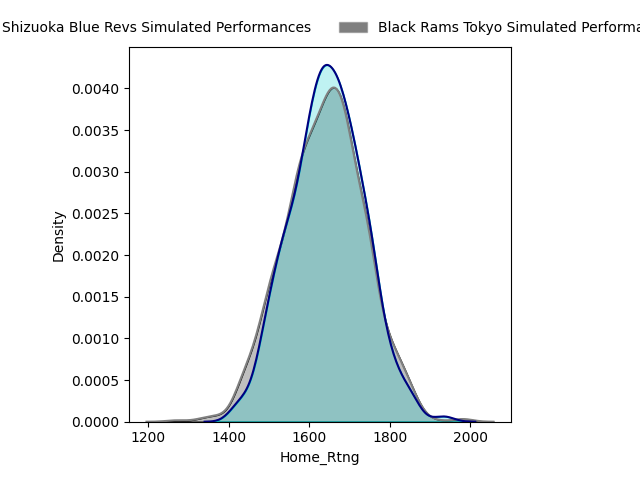 Shizuoka Blue Revs Simulated Performances Black Rams Tokyo Simulated Performa
0.0040
0.0035
0.0030
0.0025
0.0020
0.0015
0.0010
0.0005
0.0000
Density
1200 1400 1600 1800 2000
Home_Rtng